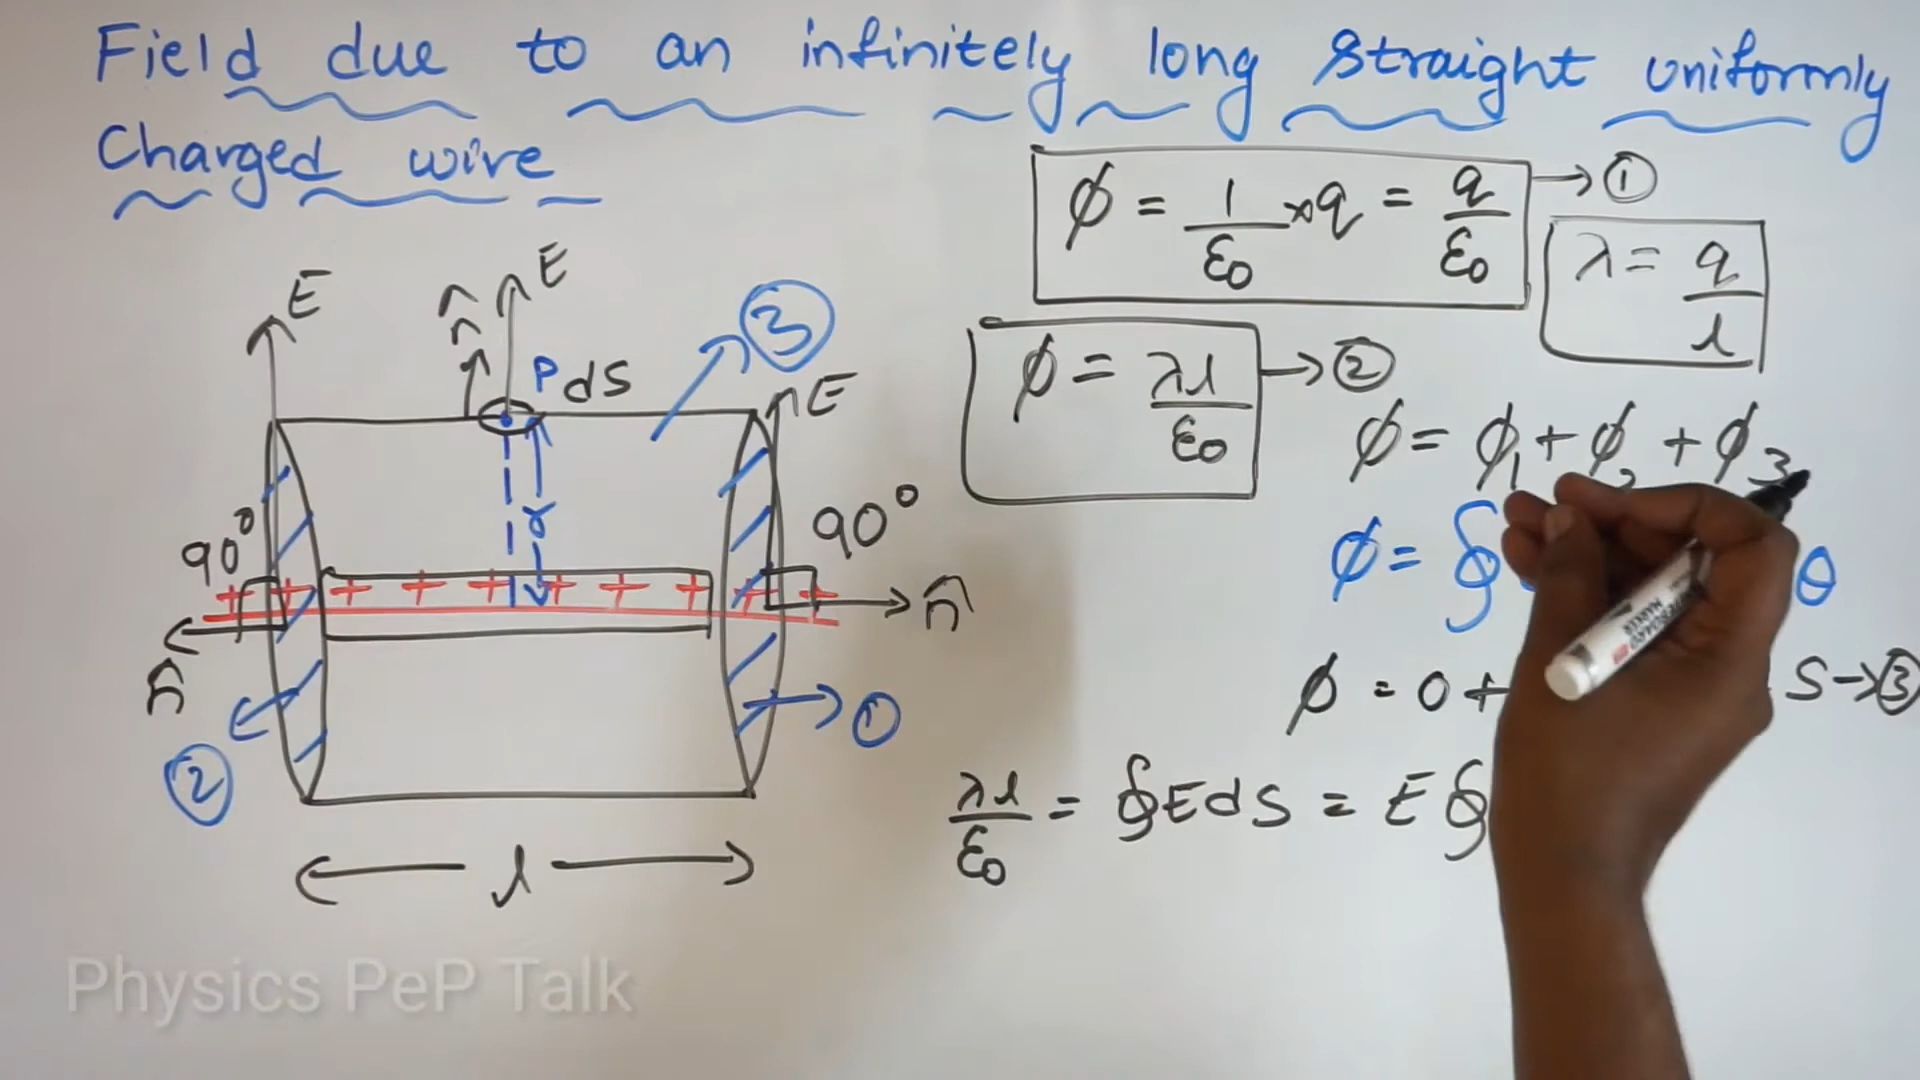 Field due to an infinitely long straight uniformly
Charged wire
ϕ = 1/ε0 × q = q/ε0 → ①
λ = q/l
ϕ = λl/ε0 → ②
ϕ = ϕ1 + ϕ2 + ϕ3
ϕ = ∮ θ
ϕ = 0 + S → ③
λl/ε0 = ∮ E dS = E ∮
E
n̂
E
③
P dS
E
90°
r
90°
+ + + + + + + + +
n̂
n̂
②
①
l
Physics PeP Talk